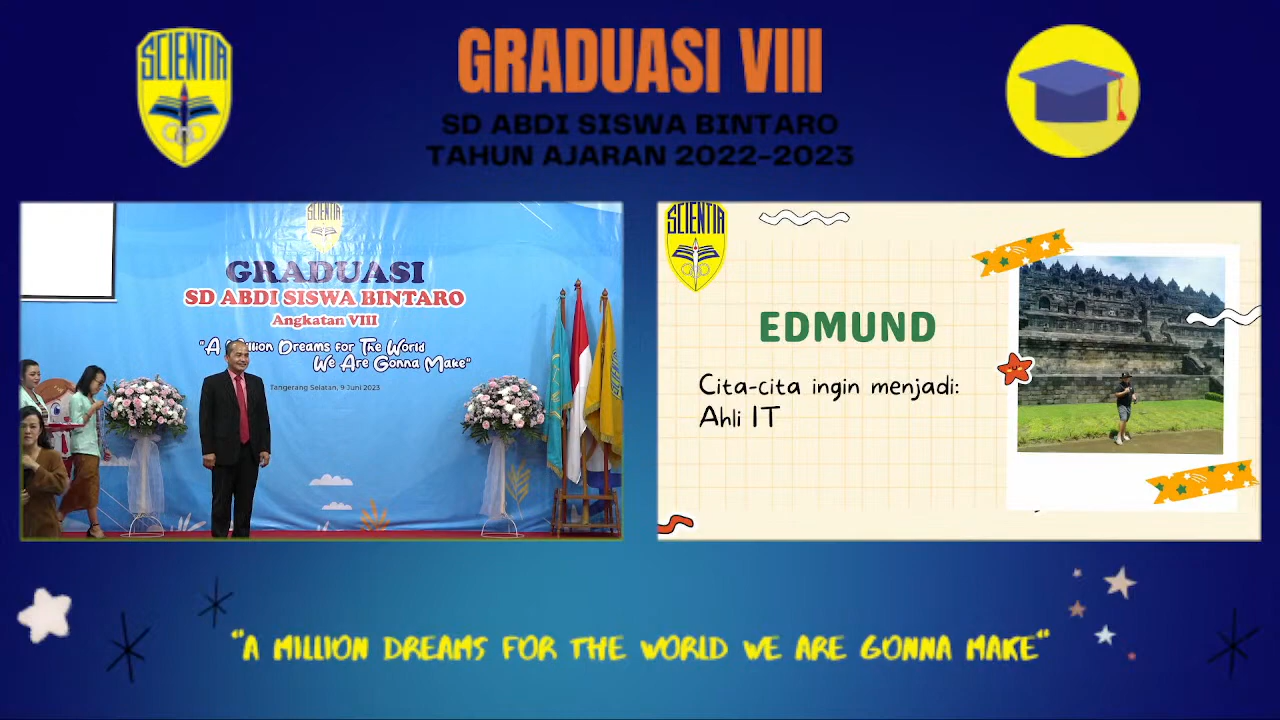 SCIENTIA
GRADUASI VIII
SD ABDI SISWA BINTARO
TAHUN AJARAN 2022-2023
SCIENTIA
GRADUASI
SD ABDI SISWA BINTARO
Angkatan VIII
"A Million Dreams for The World
We Are Gonna Make"
Tangerang Selatan, 9 Juni 2023
SCIENTIA
EDMUND
Cita-cita ingin menjadi:
Ahli IT
"A MILLION DREAMS FOR THE WORLD WE ARE GONNA MAKE"